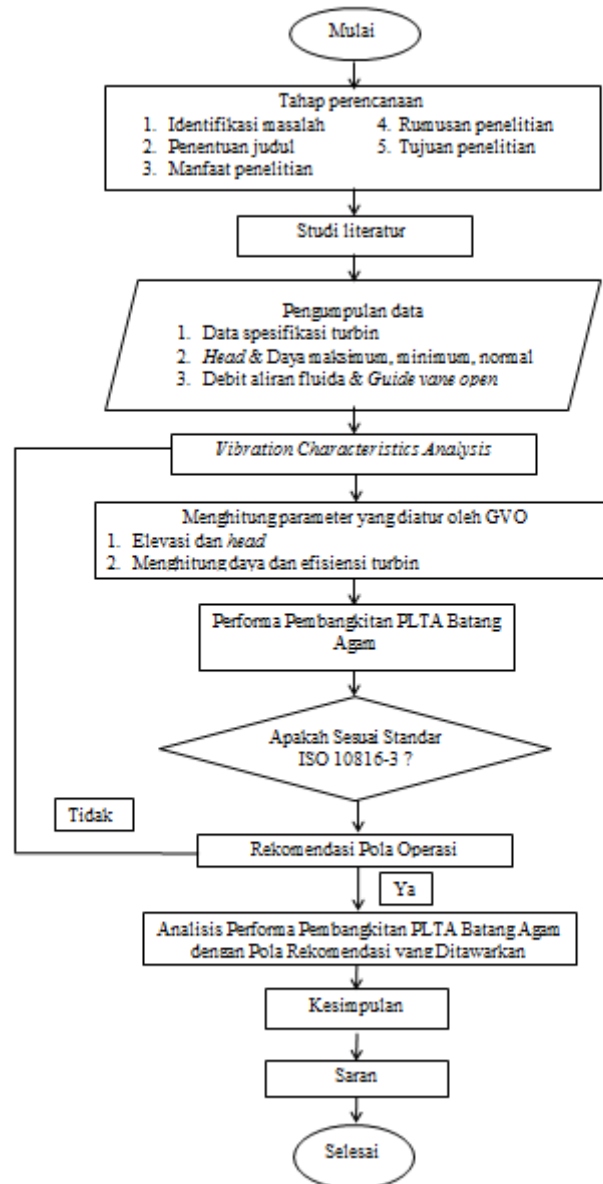 Mulai
Tahap perencanaan
1. Identifikasi masalah
2. Penentuan judul
3. Manfaat penelitian
4. Rumusan penelitian
5. Tujuan penelitian
Studi literatur
Pengumpulan data
1. Data spesifikasi turbin
2. Head & Daya maksimum, minimum, normal
3. Debit aliran fluida & Guide vane open
Vibration Characteristics Analysis
Menghitung parameter yang diatur oleh GVO
1. Elevasi dan head
2. Menghitung daya dan efisiensi turbin
Performa Pembangkitan PLTA Batang
Agam
Apakah Sesuai Standar
ISO 10816-3 ?
Tidak
Rekomendasi Pola Operasi
Ya
Analisis Performa Pembangkitan PLTA Batang Agam
dengan Pola Rekomendasi yang Ditawarkan
Kesimpulan
Saran
Selesai